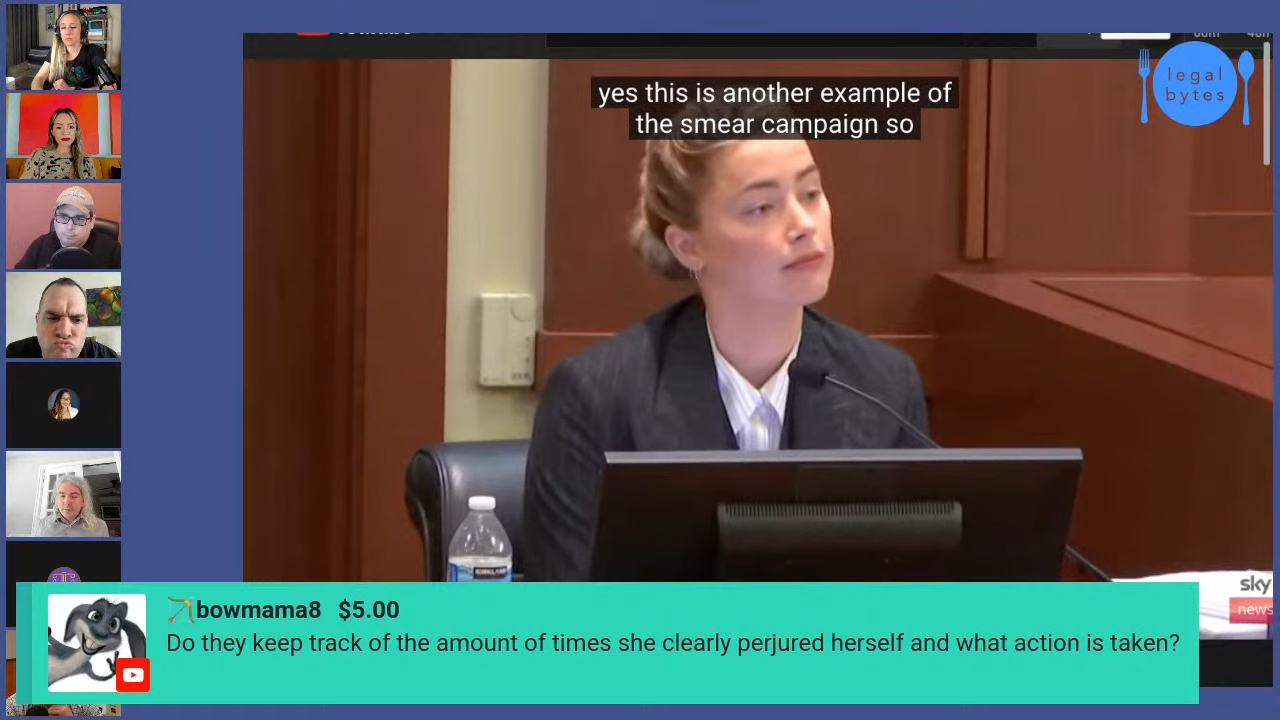 yes this is another example of
the smear campaign so
legal
bytes
KIRKLAND
sky
news
bowmama8 $5.00
Do they keep track of the amount of times she clearly perjured herself and what action is taken?